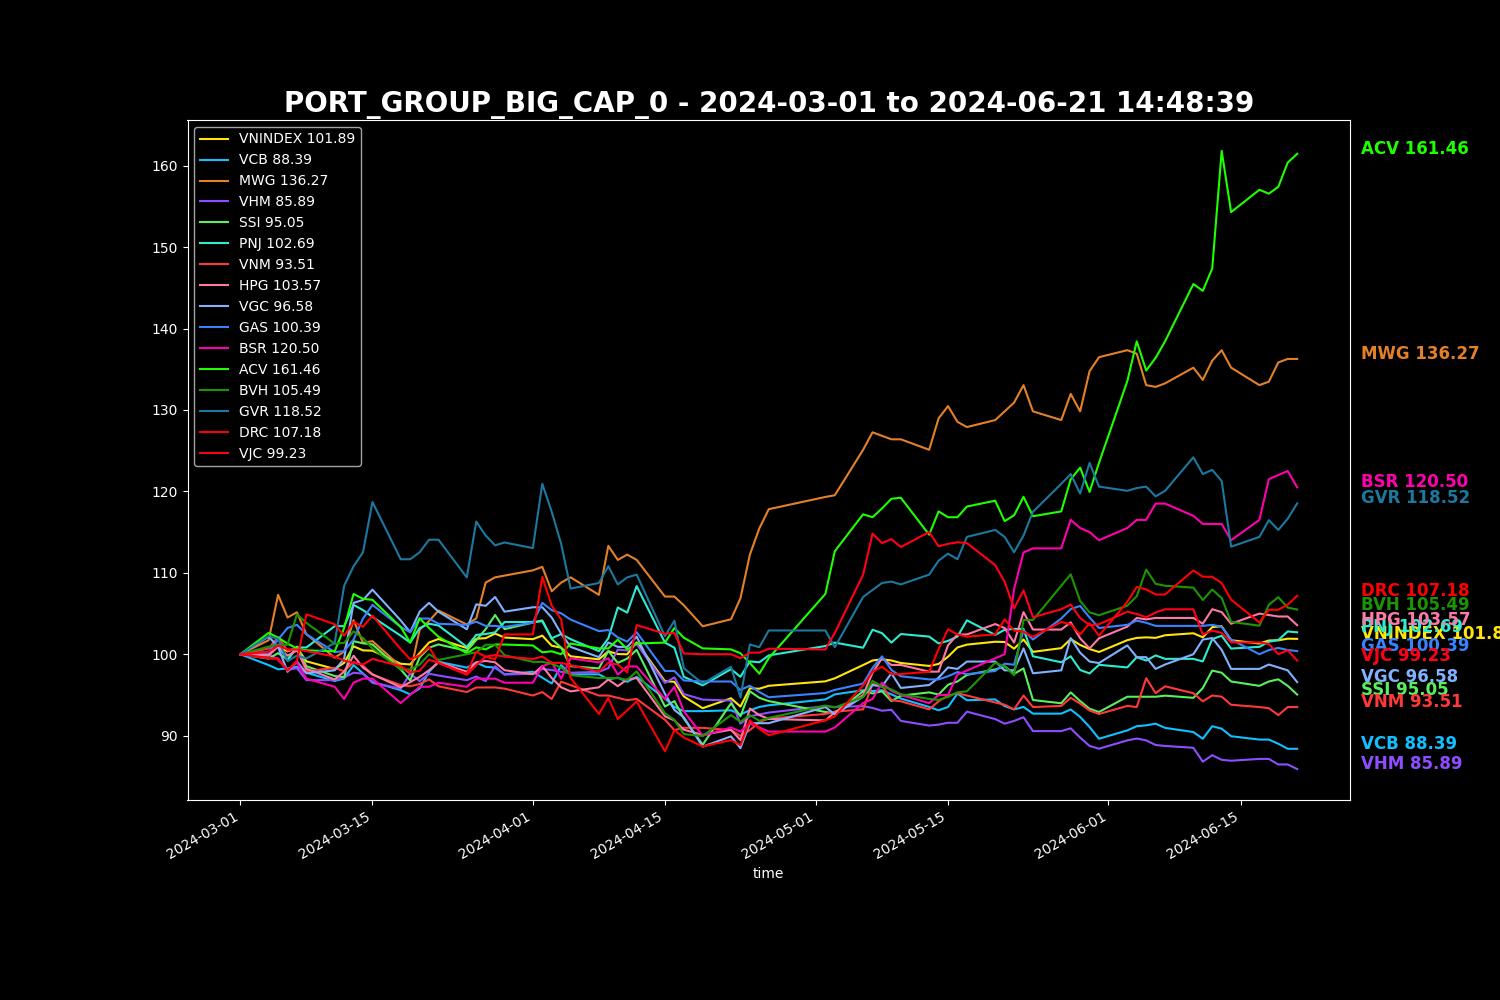 PORT_GROUP_BIG_CAP_0 - 2024-03-01 to 2024-06-21 14:48:39
VNINDEX 101.89
VCB 88.39
MWG 136.27
VHM 85.89
SSI 95.05
PNJ 102.69
VNM 93.51
HPG 103.57
VGC 96.58
GAS 100.39
BSR 120.50
ACV 161.46
BVH 105.49
GVR 118.52
DRC 107.18
VJC 99.23
160
150
140
130
120
110
100
90
ACV 161.46
MWG 136.27
BSR 120.50
GVR 118.52
DRC 107.18
BVH 105.49
HPG 103.57
PNJ 102.69
VNINDEX 101.8
GAS 100.39
VJC 99.23
VGC 96.58
SSI 95.05
VNM 93.51
VCB 88.39
VHM 85.89
2024-03-01
2024-03-15
2024-04-01
2024-04-15
2024-05-01
2024-05-15
2024-06-01
2024-06-15
time